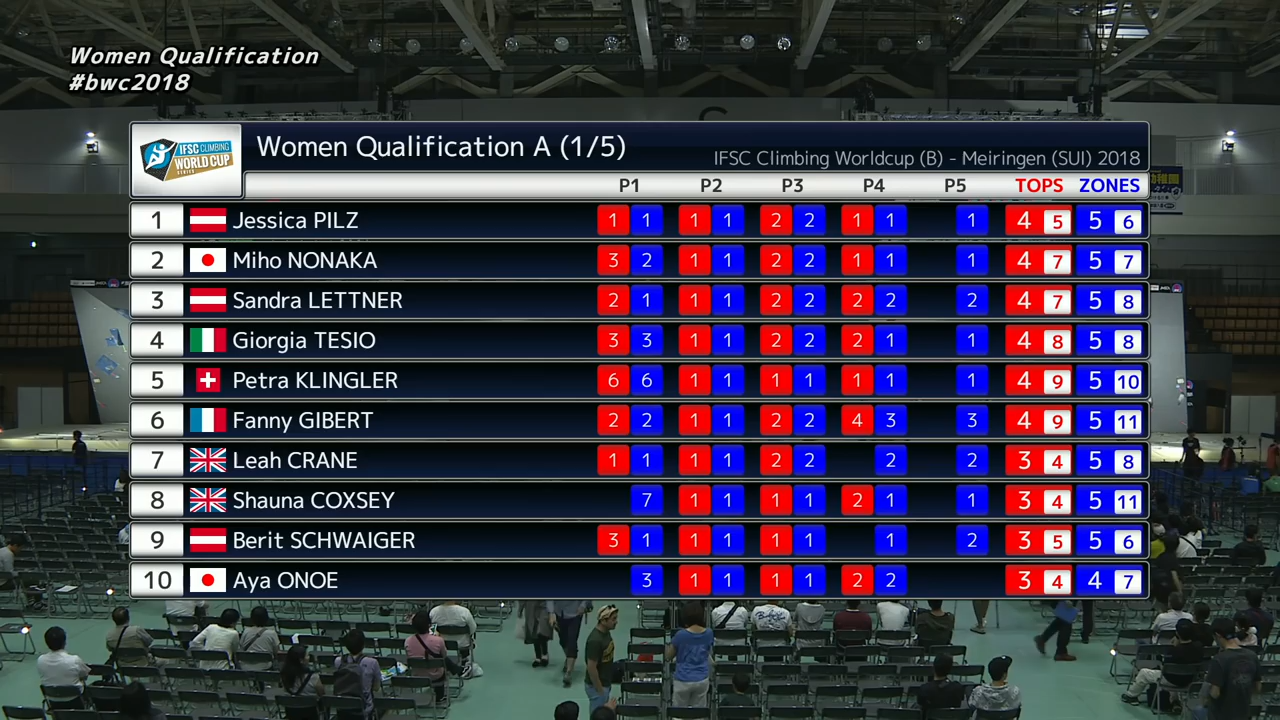 Women Qualification
#bwc2018
IFSC CLIMBING
WORLD CUP
SERIES
Women Qualification A (1/5)
IFSC Climbing Worldcup (B) - Meiringen (SUI) 2018
P1 P2 P3 P4 P5 TOPS ZONES
1 Jessica PILZ 1 1 1 1 2 2 1 1 1 4 5 5 6
2 Miho NONAKA 3 2 1 1 2 2 1 1 1 4 7 5 7
3 Sandra LETTNER 2 1 1 1 2 2 2 2 2 4 7 5 8
4 Giorgia TESIO 3 3 1 1 2 2 2 1 1 4 8 5 8
5 Petra KLINGLER 6 6 1 1 1 1 1 1 1 4 9 5 10
6 Fanny GIBERT 2 2 1 1 2 2 4 3 3 4 9 5 11
7 Leah CRANE 1 1 1 1 2 2 2 2 3 4 5 8
8 Shauna COXSEY 7 1 1 1 1 2 1 1 3 4 5 11
9 Berit SCHWAIGER 3 1 1 1 1 1 1 2 3 5 5 6
10 Aya ONOE 3 1 1 1 1 2 2 3 4 4 7